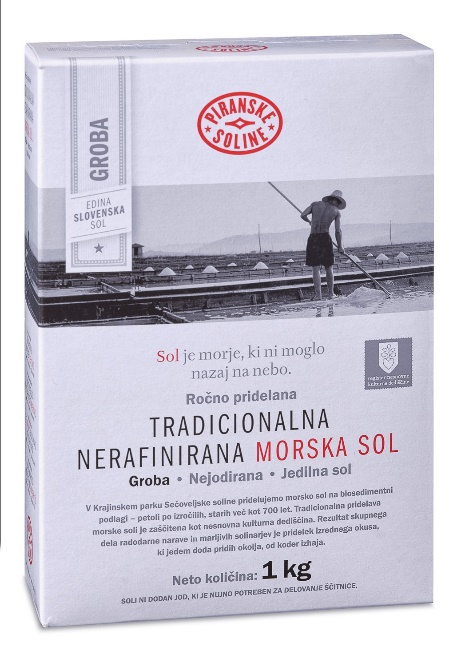 PIRANSKE
SOLINE
GROBA
EDINA
SLOVENSKA
SOL
Sol je morje, ki ni moglo
nazaj na nebo.
Ročno pridelana
TRADICIONALNA
NERAFINIRANA MORSKA SOL
Groba • Nejodirana • Jedilna sol
V Krajinskem parku Sečoveljske soline pridelujemo morsko sol na biosedimentni
podlagi – petoli po izročilih, starih več kot 700 let. Tradicionalna pridelava
morske soli je zaščitena kot nesnovna kulturna dediščina. Rezultat skupnega
dela radodarne narave in marljivih solinarjev je pridelek izrednega okusa,
ki jedem doda pridih okolja, od koder izhaja.
Neto količina: 1 kg
SOLI NI DODAN JOD, KI JE NUJNO POTREBEN ZA DELOVANJE ŠČITNICE.